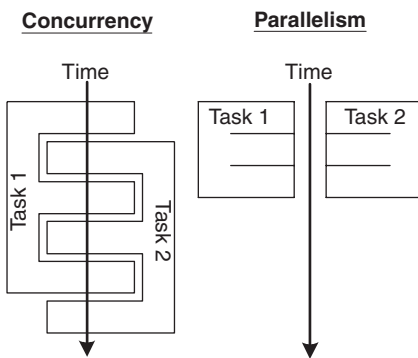 Concurrency
Parallelism
Time
Time
Task 1
Task 2
Task 1
Task 2